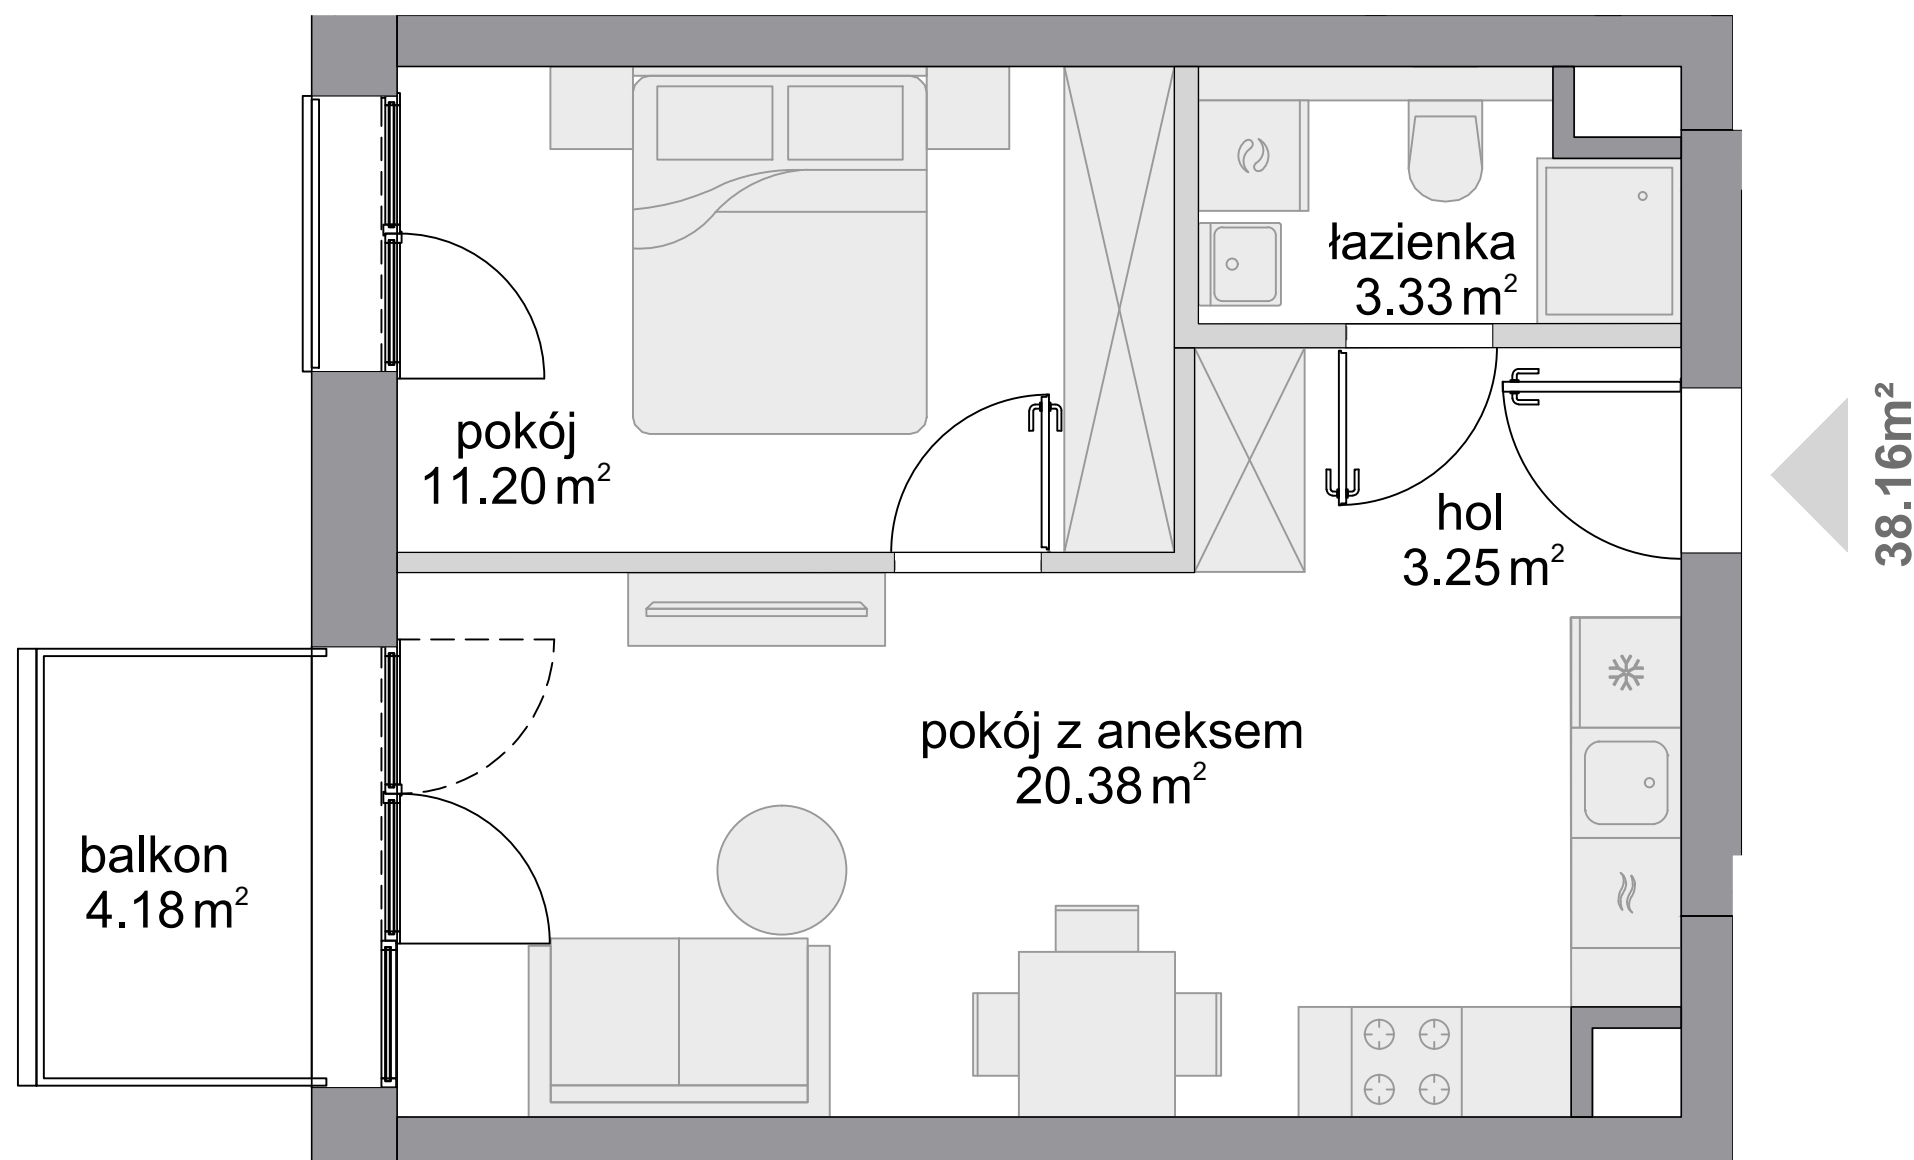 łazienka
3.33 m²
pokój
11.20 m²
hol
3.25 m²
38.16m²
pokój z aneksem
20.38 m²
balkon
4.18 m²